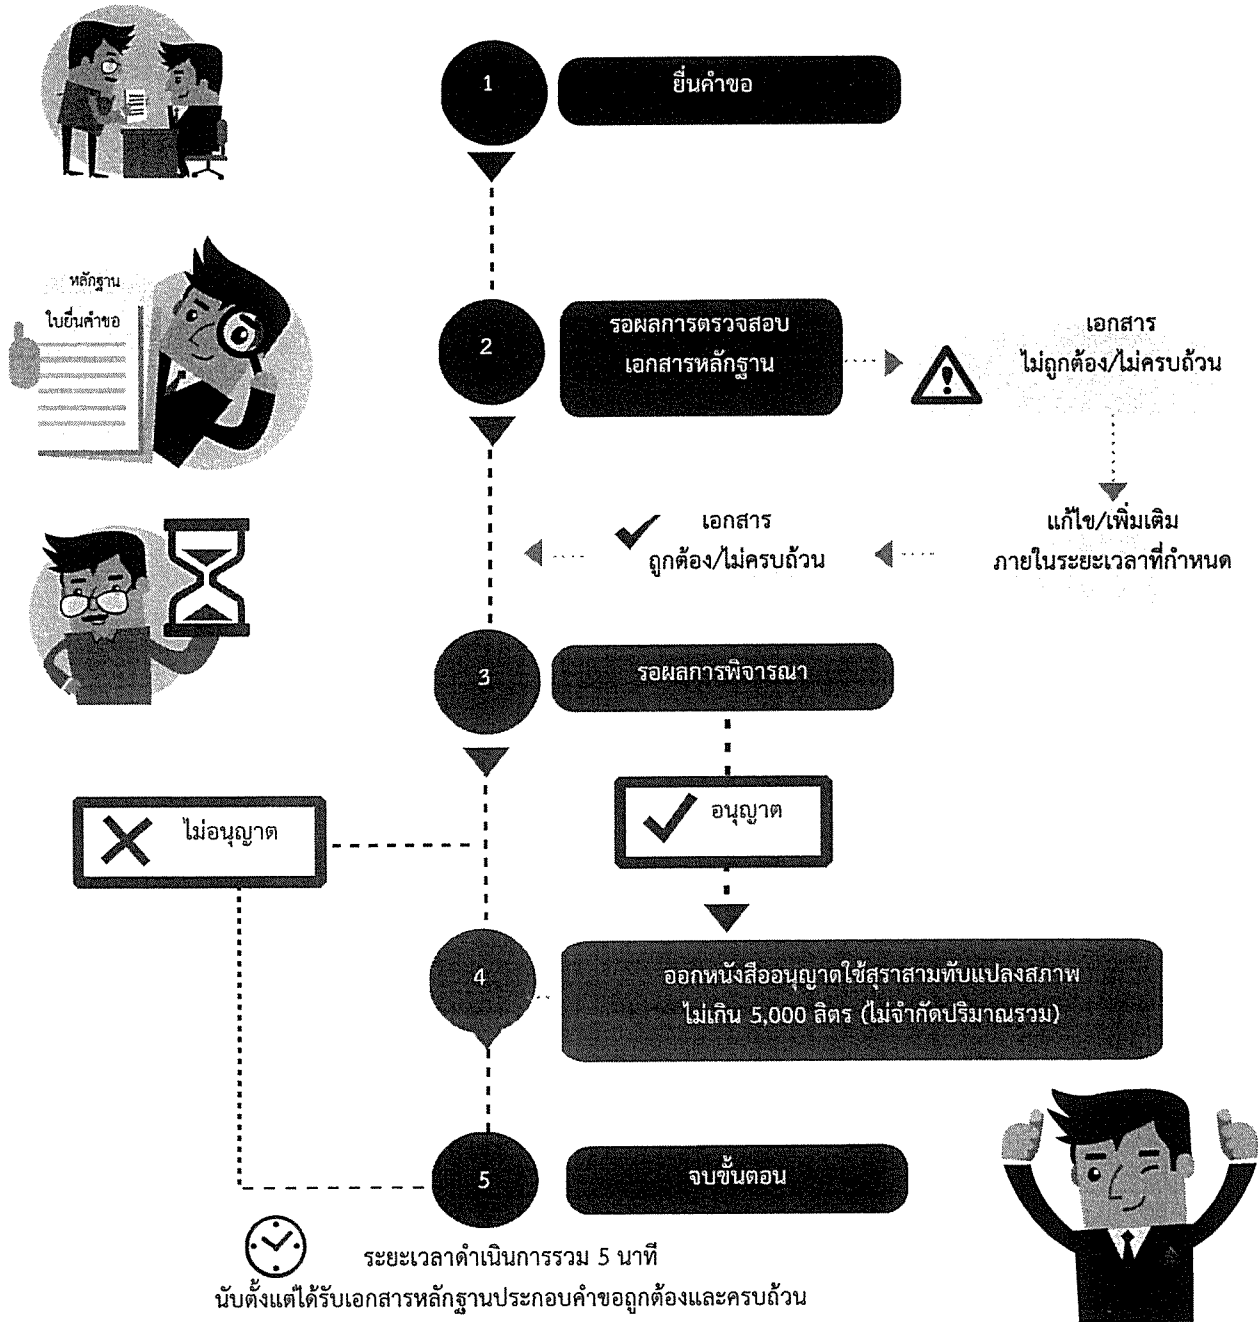 1
ยื่นคำขอ
หลักฐาน
ใบยื่นคำขอ
2
รอผลการตรวจสอบ
เอกสารหลักฐาน
เอกสาร
ไม่ถูกต้อง/ไม่ครบถ้วน
เอกสาร
ถูกต้อง/ไม่ครบถ้วน
แก้ไข/เพิ่มเติม
ภายในระยะเวลาที่กำหนด
3
รอผลการพิจารณา
ไม่อนุญาต
อนุญาต
4
ออกหนังสืออนุญาตใช้สุราสามทับแปลงสภาพ
ไม่เกิน 5,000 ลิตร (ไม่จำกัดปริมาณรวม)
5
จบขั้นตอน
ระยะเวลาดำเนินการรวม 5 นาที
นับตั้งแต่ได้รับเอกสารหลักฐานประกอบคำขอถูกต้องและครบถ้วน